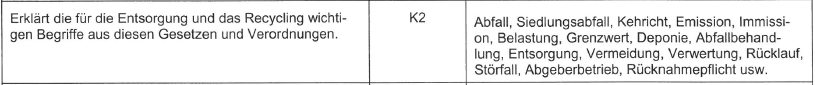 Erklärt die für die Entsorgung und das Recycling wichti-
gen Begriffe aus diesen Gesetzen und Verordnungen.
K2
Abfall, Siedlungsabfall, Kehricht, Emission, Immissi-
on, Belastung, Grenzwert, Deponie, Abfallbehand-
lung, Entsorgung, Vermeidung, Verwertung, Rücklauf,
Störfall, Abgeberbetrieb, Rücknahmepflicht usw.